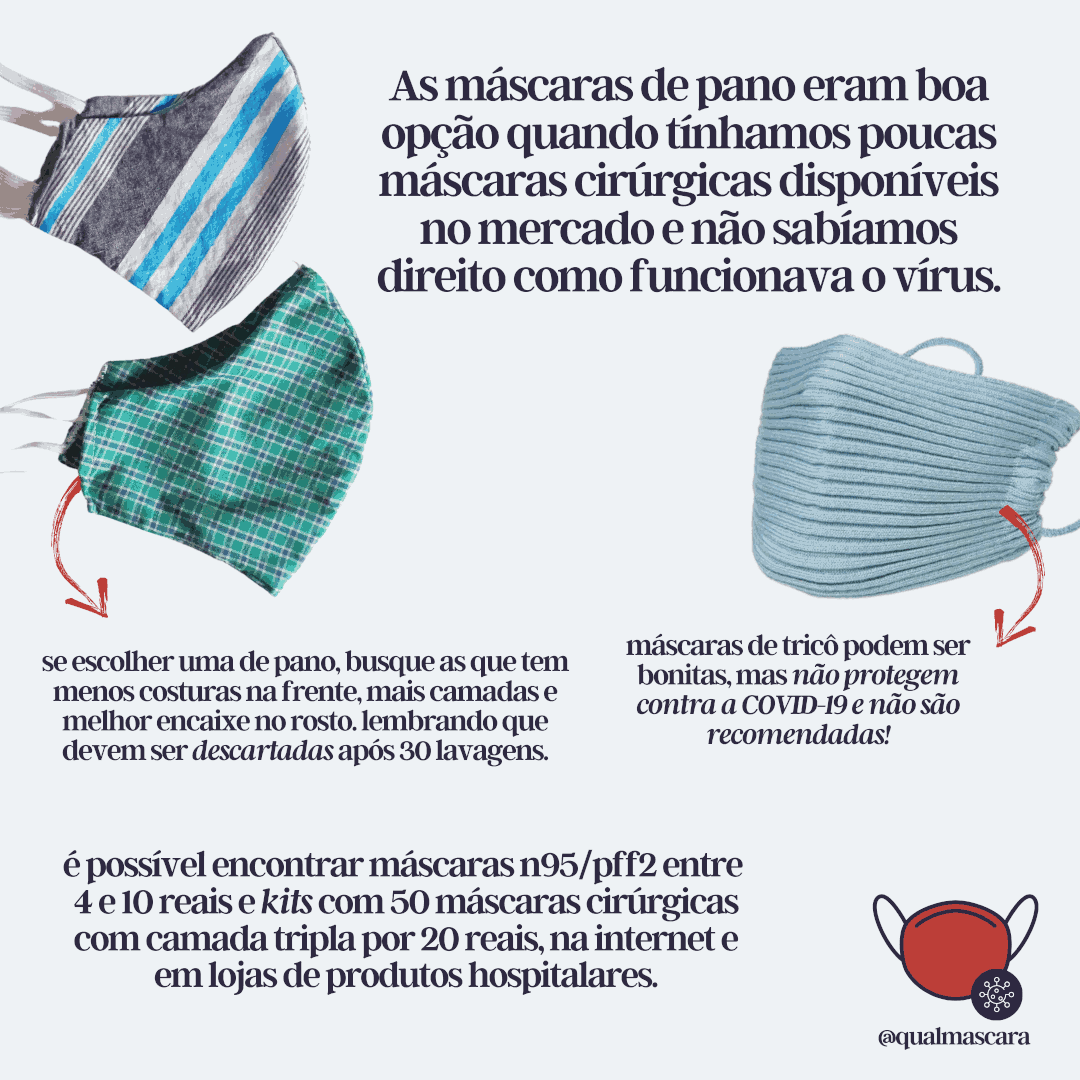 As máscaras de pano eram boa
opção quando tínhamos poucas
máscaras cirúrgicas disponíveis
no mercado e não sabíamos
direito como funcionava o vírus.
se escolher uma de pano, busque as que tem
menos costuras na frente, mais camadas e
melhor encaixe no rosto. lembrando que
devem ser descartadas após 30 lavagens.
máscaras de tricô podem ser
bonitas, mas não protegem
contra a COVID-19 e não são
recomendadas!
é possível encontrar máscaras n95/pff2 entre
4 e 10 reais e kits com 50 máscaras cirúrgicas
com camada tripla por 20 reais, na internet e
em lojas de produtos hospitalares.
@qualmascara